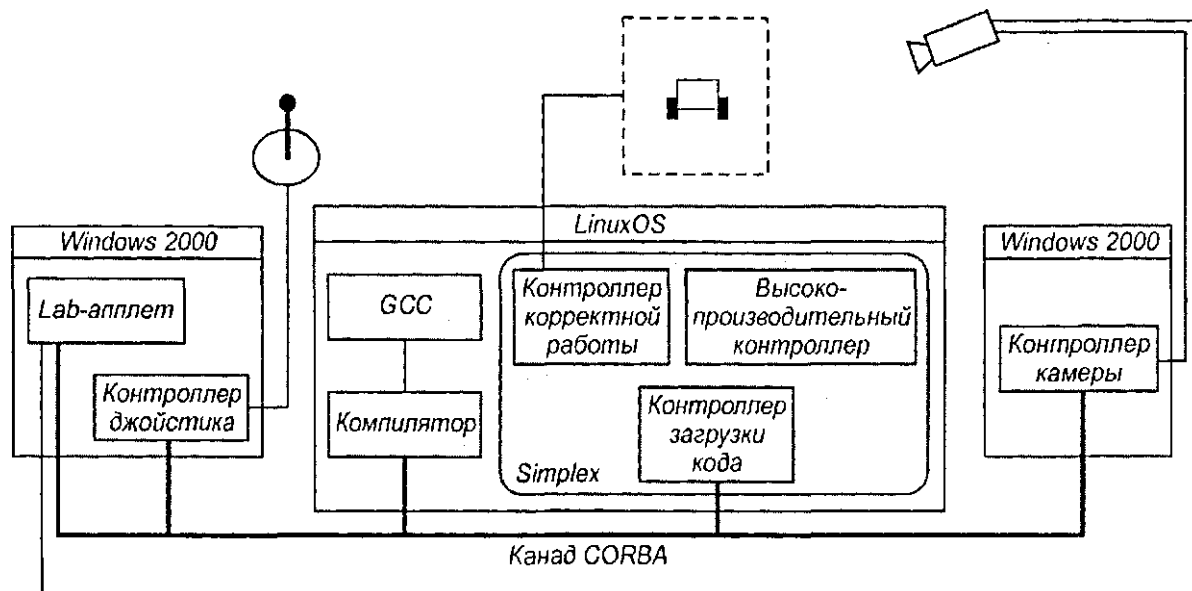 LinuxOS
Windows 2000
Windows 2000
Lab-апплет
GCC
Контроллер
корректной
работы
Высоко-
производительный
контроллер
Контроллер
камеры
Контроллер
джойстика
Компилятор
Контроллер
загрузки
кода
Simplex
Канад CORBA